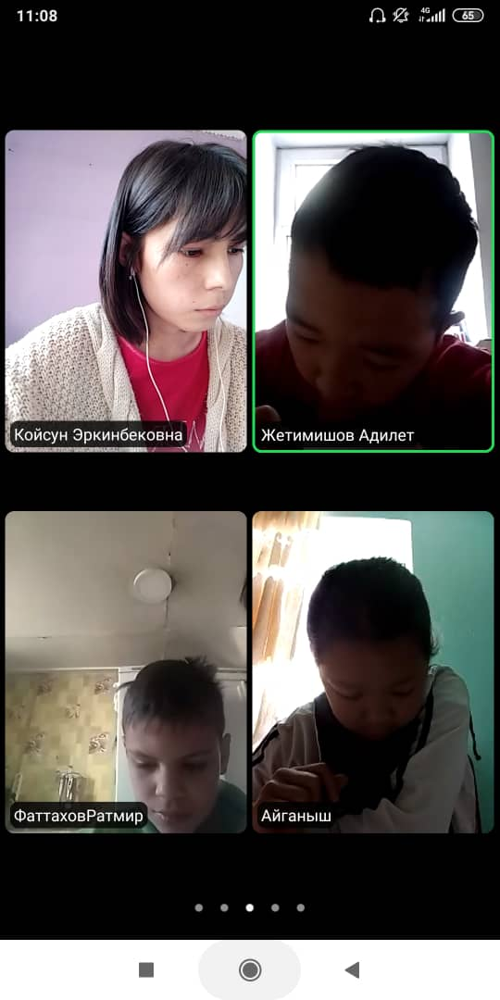 11:08
4G
65
Койсун Эркинбековна
Жетимишов Адилет
ФаттаховРатмир
Айганыш